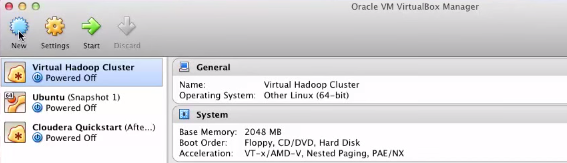 Oracle VM VirtualBox Manager
New Settings Start Discard
Virtual Hadoop Cluster
Powered Off
64 Ubuntu (Snapshot 1)
Powered Off
Cloudera Quickstart (Afte...)
Powered Off
General
Name: Virtual Hadoop Cluster
Operating System: Other Linux (64-bit)
System
Base Memory: 2048 MB
Boot Order: Floppy, CD/DVD, Hard Disk
Acceleration: VT-x/AMD-V, Nested Paging, PAE/NX